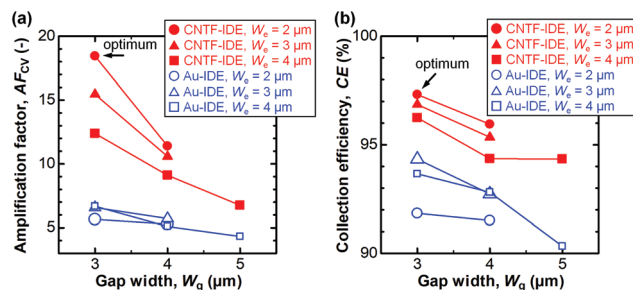 (a)
CNTF-IDE, We = 2 µm
CNTF-IDE, We = 3 µm
CNTF-IDE, We = 4 µm
Au-IDE, We = 2 µm
Au-IDE, We = 3 µm
Au-IDE, We = 4 µm
optimum
Amplification factor, AFCV (-)
20
15
10
5
3
4
5
Gap width, Wg (µm)
(b)
CNTF-IDE, We = 2 µm
CNTF-IDE, We = 3 µm
CNTF-IDE, We = 4 µm
Au-IDE, We = 2 µm
Au-IDE, We = 3 µm
Au-IDE, We = 4 µm
optimum
Collection efficiency, CE (%)
100
95
90
3
4
5
Gap width, Wg (µm)